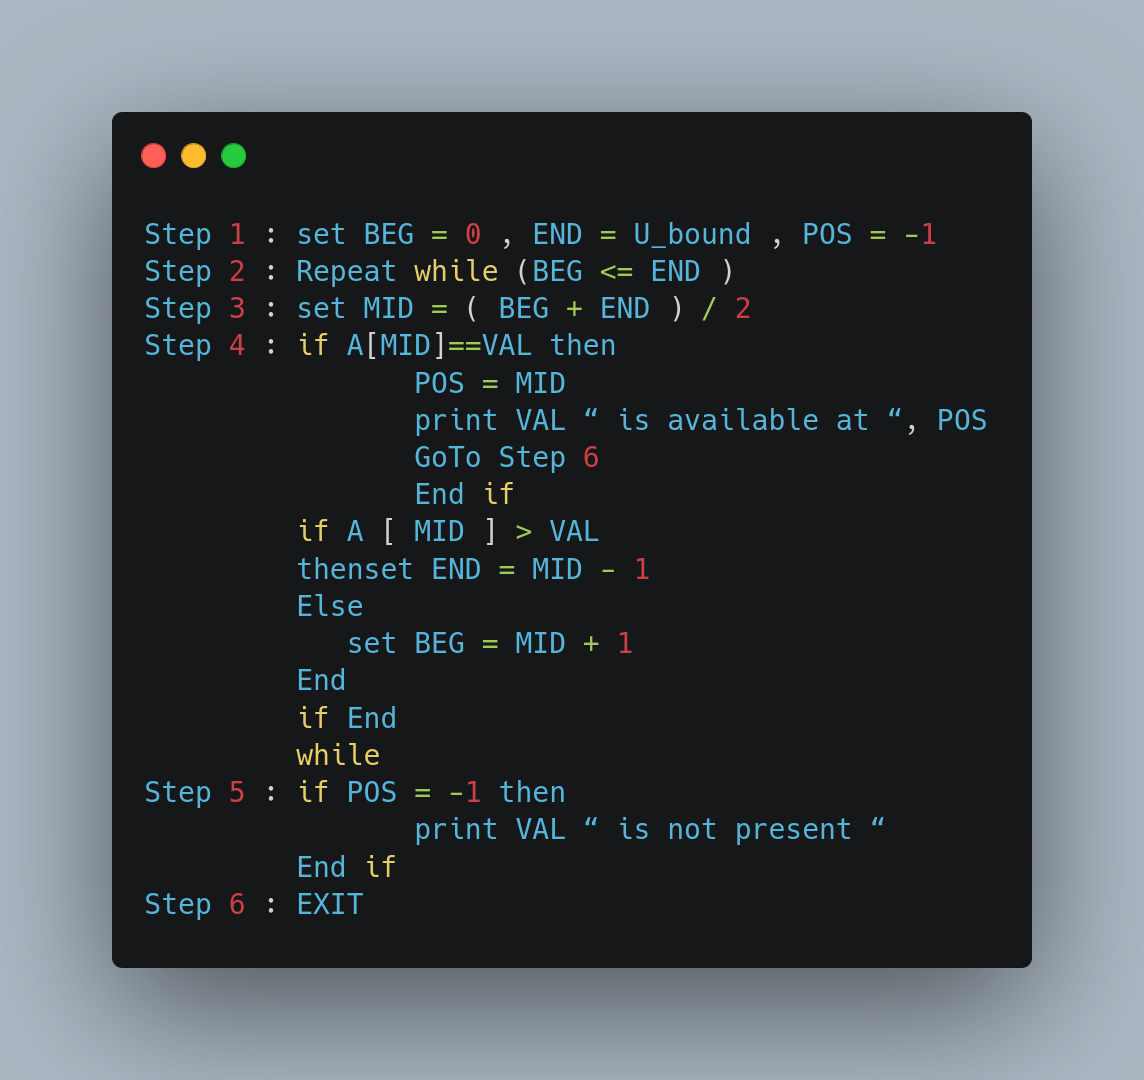 Step 1 : set BEG = 0 , END = U_bound , POS = -1
Step 2 : Repeat while (BEG <= END )
Step 3 : set MID = ( BEG + END ) / 2
Step 4 : if A[MID]==VAL then
                POS = MID
                print VAL “ is available at “, POS
                GoTo Step 6
                End if
         if A [ MID ] > VAL
         thenset END = MID - 1
         Else
            set BEG = MID + 1
         End
         if End
         while
Step 5 : if POS = -1 then
                print VAL “ is not present “
         End if
Step 6 : EXIT